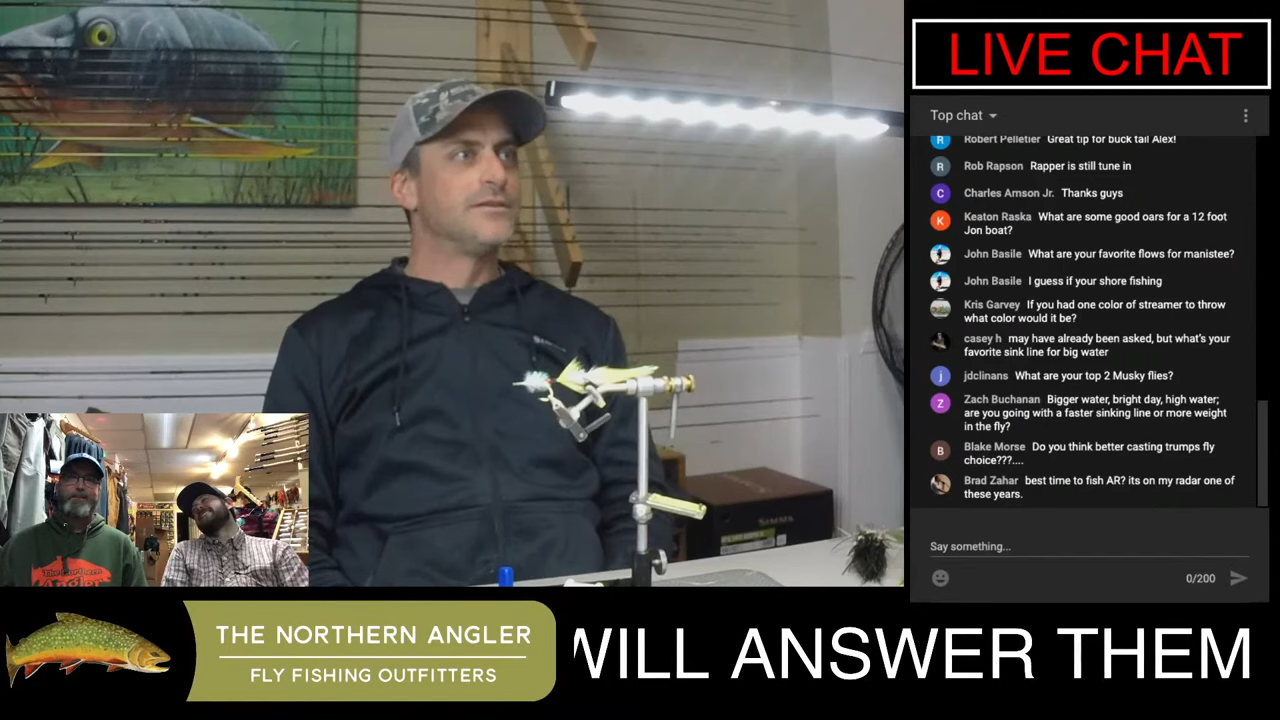 LIVE CHAT
Top chat
R Robert Pelletier Great tip for buck tail Alex!
R Rob Rapson Rapper is still tune in
C Charles Arnson Jr. Thanks guys
K Keaton Raska What are some good oars for a 12 foot
Jon boat?
John Basile What are your favorite flows for manistee?
John Basile I guess if your shore fishing
Kris Garvey If you had one color of streamer to throw
what color would it be?
casey h may have already been asked, but what's your
favorite sink line for big water
j jdclinans What are your top 2 Musky flies?
Z Zach Buchanan Bigger water, bright day, high water;
are you going with a faster sinking line or more weight
in the fly?
B Blake Morse Do you think better casting trumps fly
choice???....
Brad Zahar best time to fish AR? its on my radar one of
these years.
Say something...
0/200
SIMMS
The Northern
Angler
THE NORTHERN ANGLER
FLY FISHING OUTFITTERS
WILL ANSWER THEM